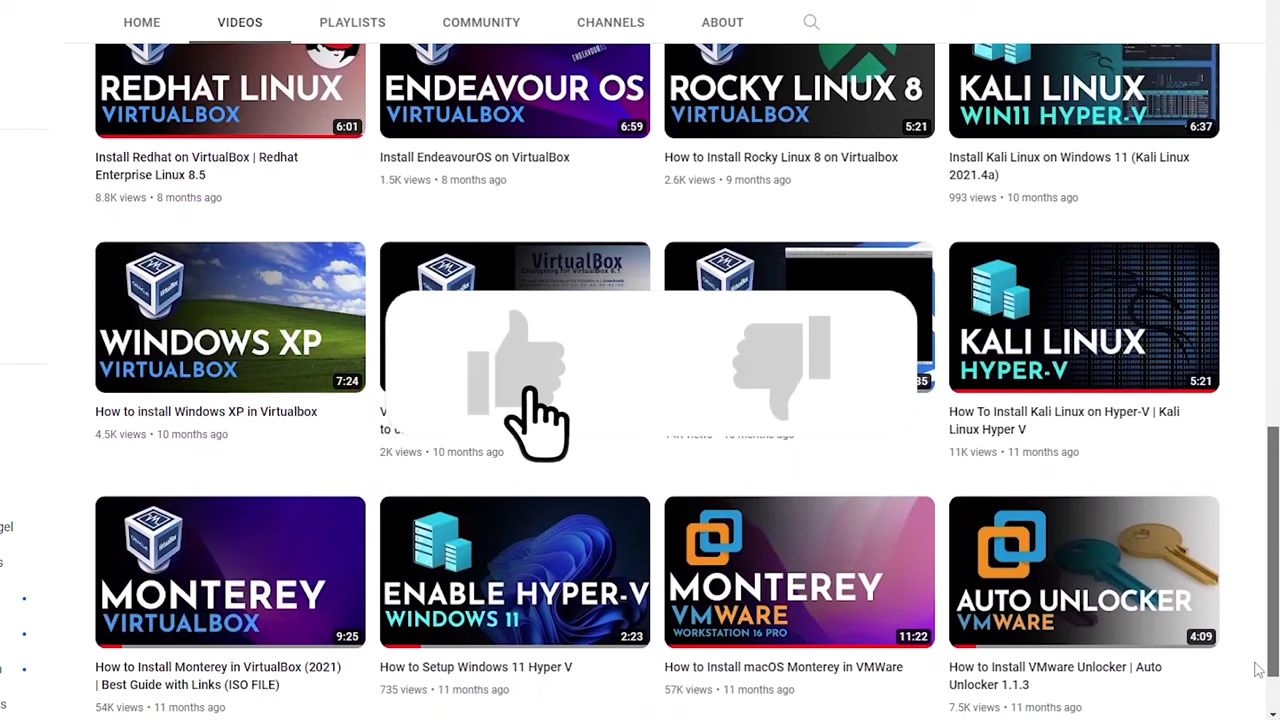 HOME VIDEOS PLAYLISTS COMMUNITY CHANNELS ABOUT
REDHAT LINUX
VIRTUALBOX
6:01
Install Redhat on VirtualBox | Redhat
Enterprise Linux 8.5
8.8K views • 8 months ago
ENDEAVOUR OS
VIRTUALBOX
6:59
Install EndeavourOS on VirtualBox
1.5K views • 8 months ago
ROCKY LINUX 8
VIRTUALBOX
5:21
How to Install Rocky Linux 8 on Virtualbox
2.6K views • 9 months ago
KALI LINUX
WIN11 HYPER-V
6:37
Install Kali Linux on Windows 11 (Kali Linux
2021.4a)
993 views • 10 months ago
WINDOWS XP
VIRTUALBOX
7:24
How to install Windows XP in Virtualbox
4.5K views • 10 months ago
VirtualBox
Changelog for VirtualBox 6.1
2K views • 10 months ago
KALI LINUX
HYPER-V
5:21
How To Install Kali Linux on Hyper-V | Kali
Linux Hyper V
11K views • 11 months ago
MONTEREY
VIRTUALBOX
9:25
How to Install Monterey in VirtualBox (2021)
| Best Guide with Links (ISO FILE)
54K views • 11 months ago
ENABLE HYPER-V
WINDOWS 11
2:23
How to Setup Windows 11 Hyper V
735 views • 11 months ago
MONTEREY
VMWARE
WORKSTATION 16 PRO
11:22
How to Install macOS Monterey in VMWare
57K views • 11 months ago
AUTO UNLOCKER
VMWARE
4:09
How to Install VMware Unlocker | Auto
Unlocker 1.1.3
7.5K views • 11 months ago